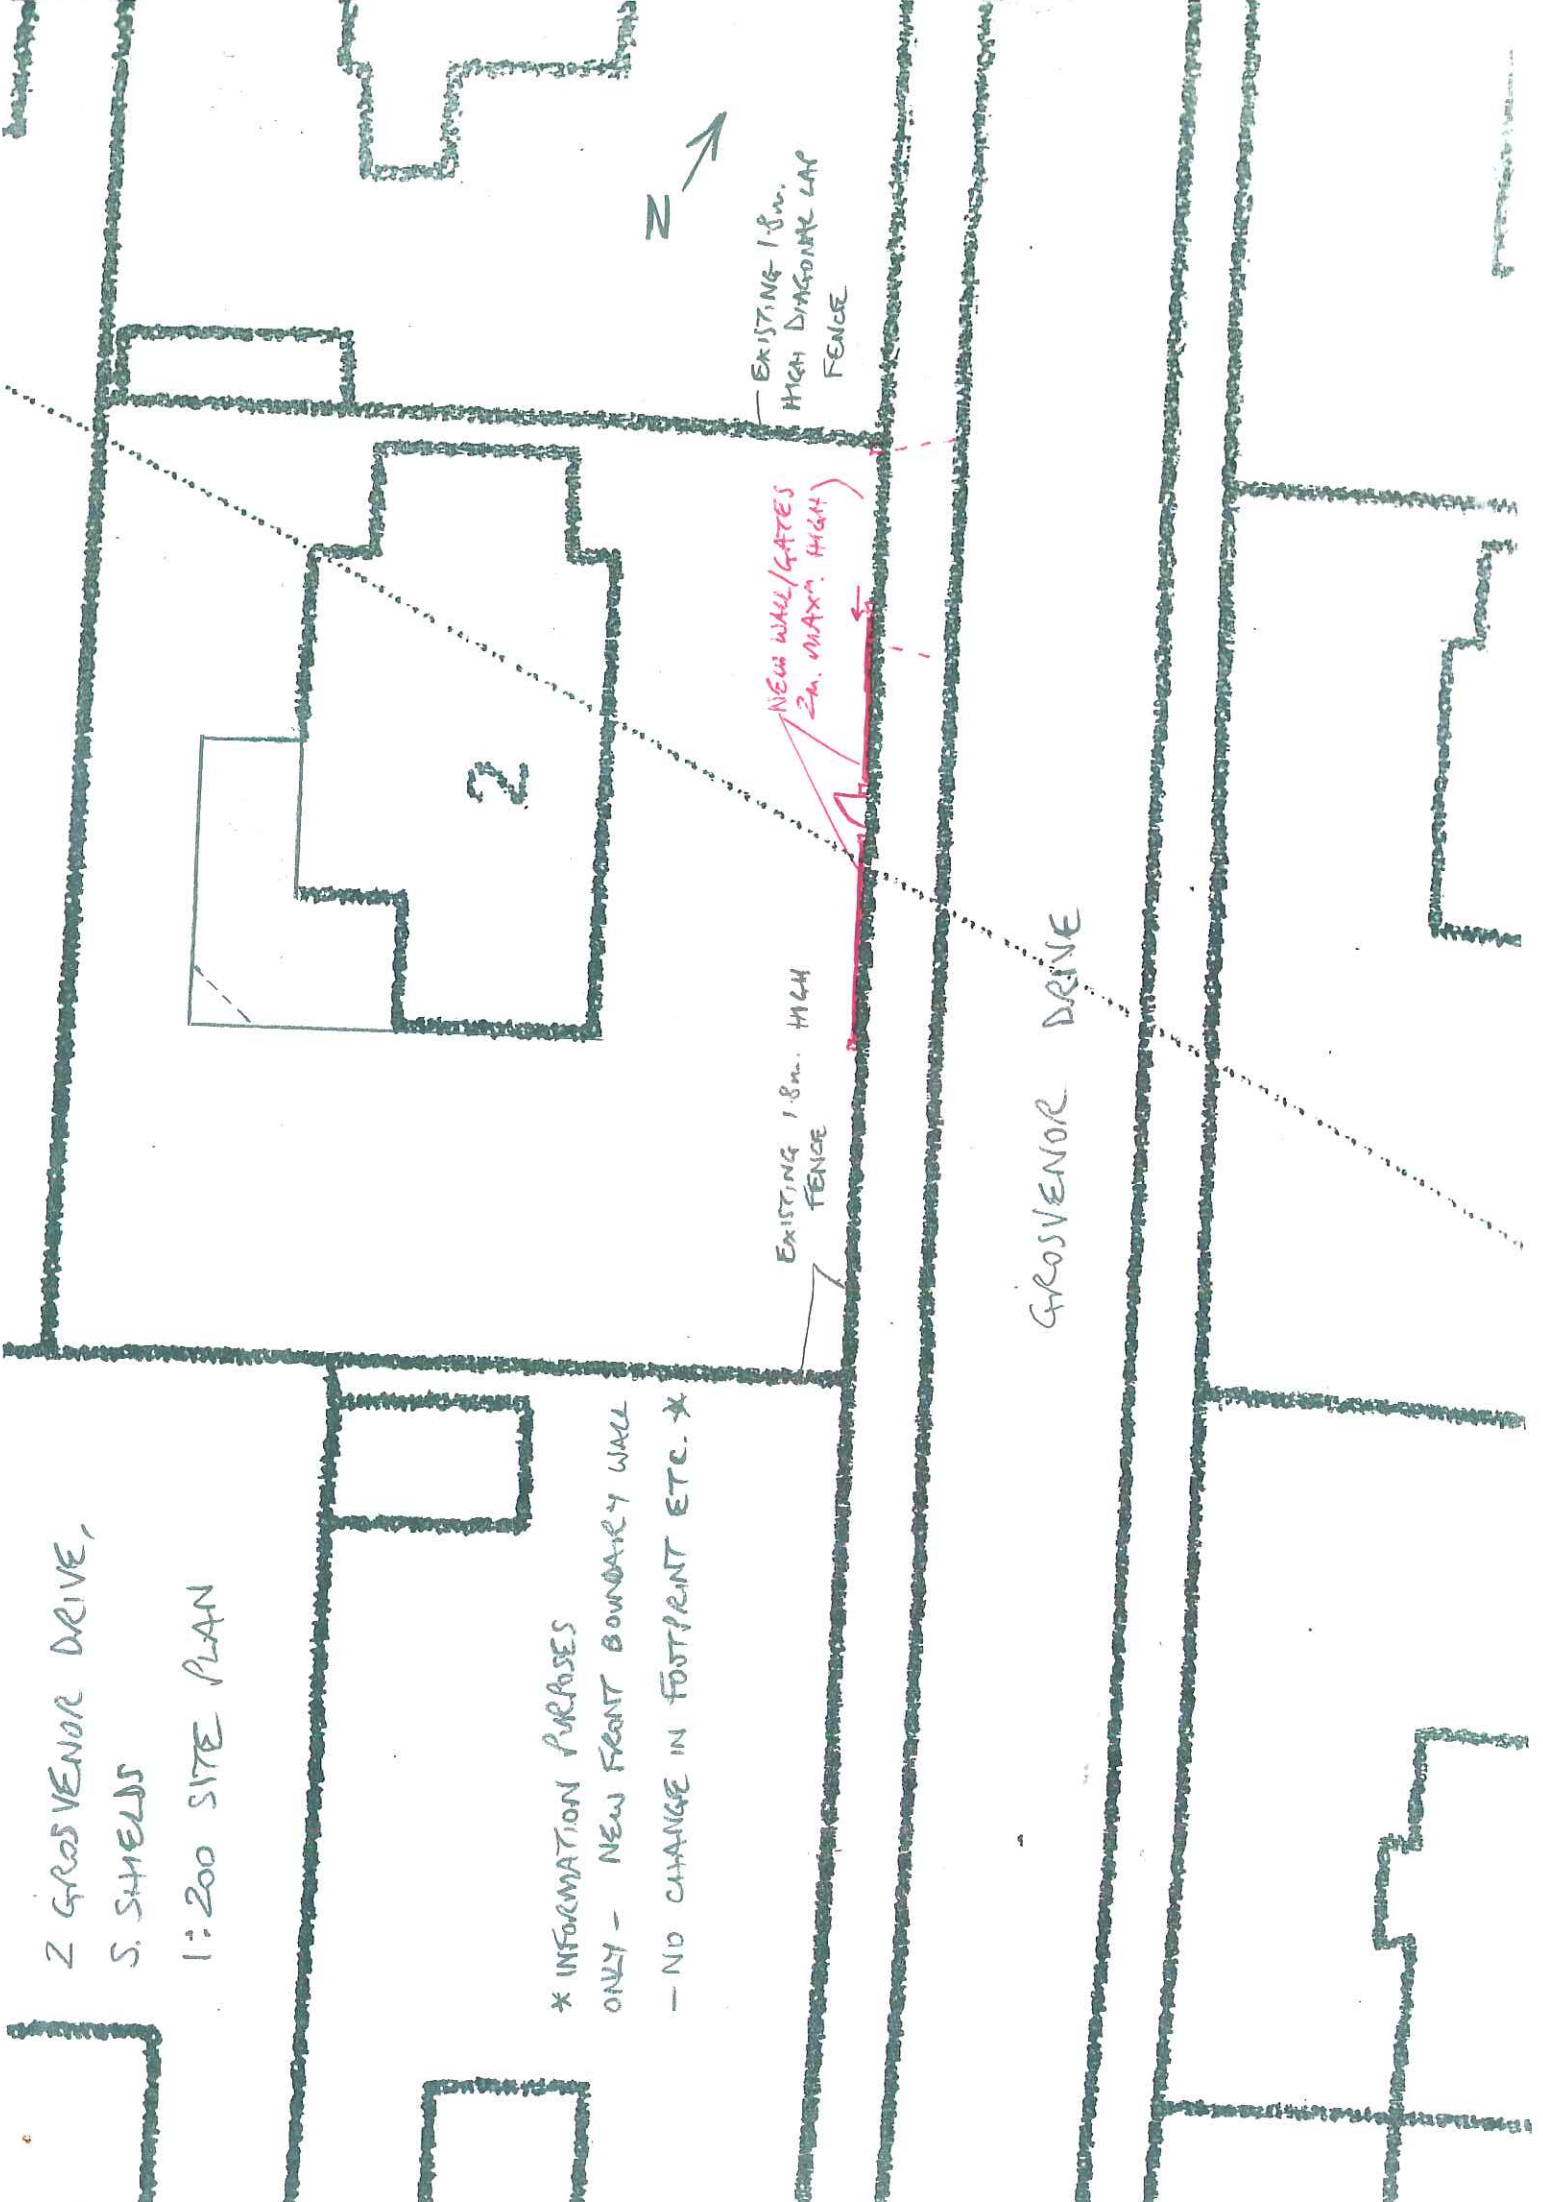 2 GROSVENOR DRIVE,
S. SHIELDS
1:200 SITE PLAN
* INFORMATION PURPOSES
ONLY - NEW FRONT BOUNDARY WALL
- NO CHANGE IN FOOTPRINT ETC. *
EXISTING 1.8m. HIGH
FENCE
2
NEW WALL/GATES
2m. MAXM. HIGH
N
EXISTING 1.8m.
HIGH DIAGONAL LAP
FENCE
GROSVENOR DRIVE